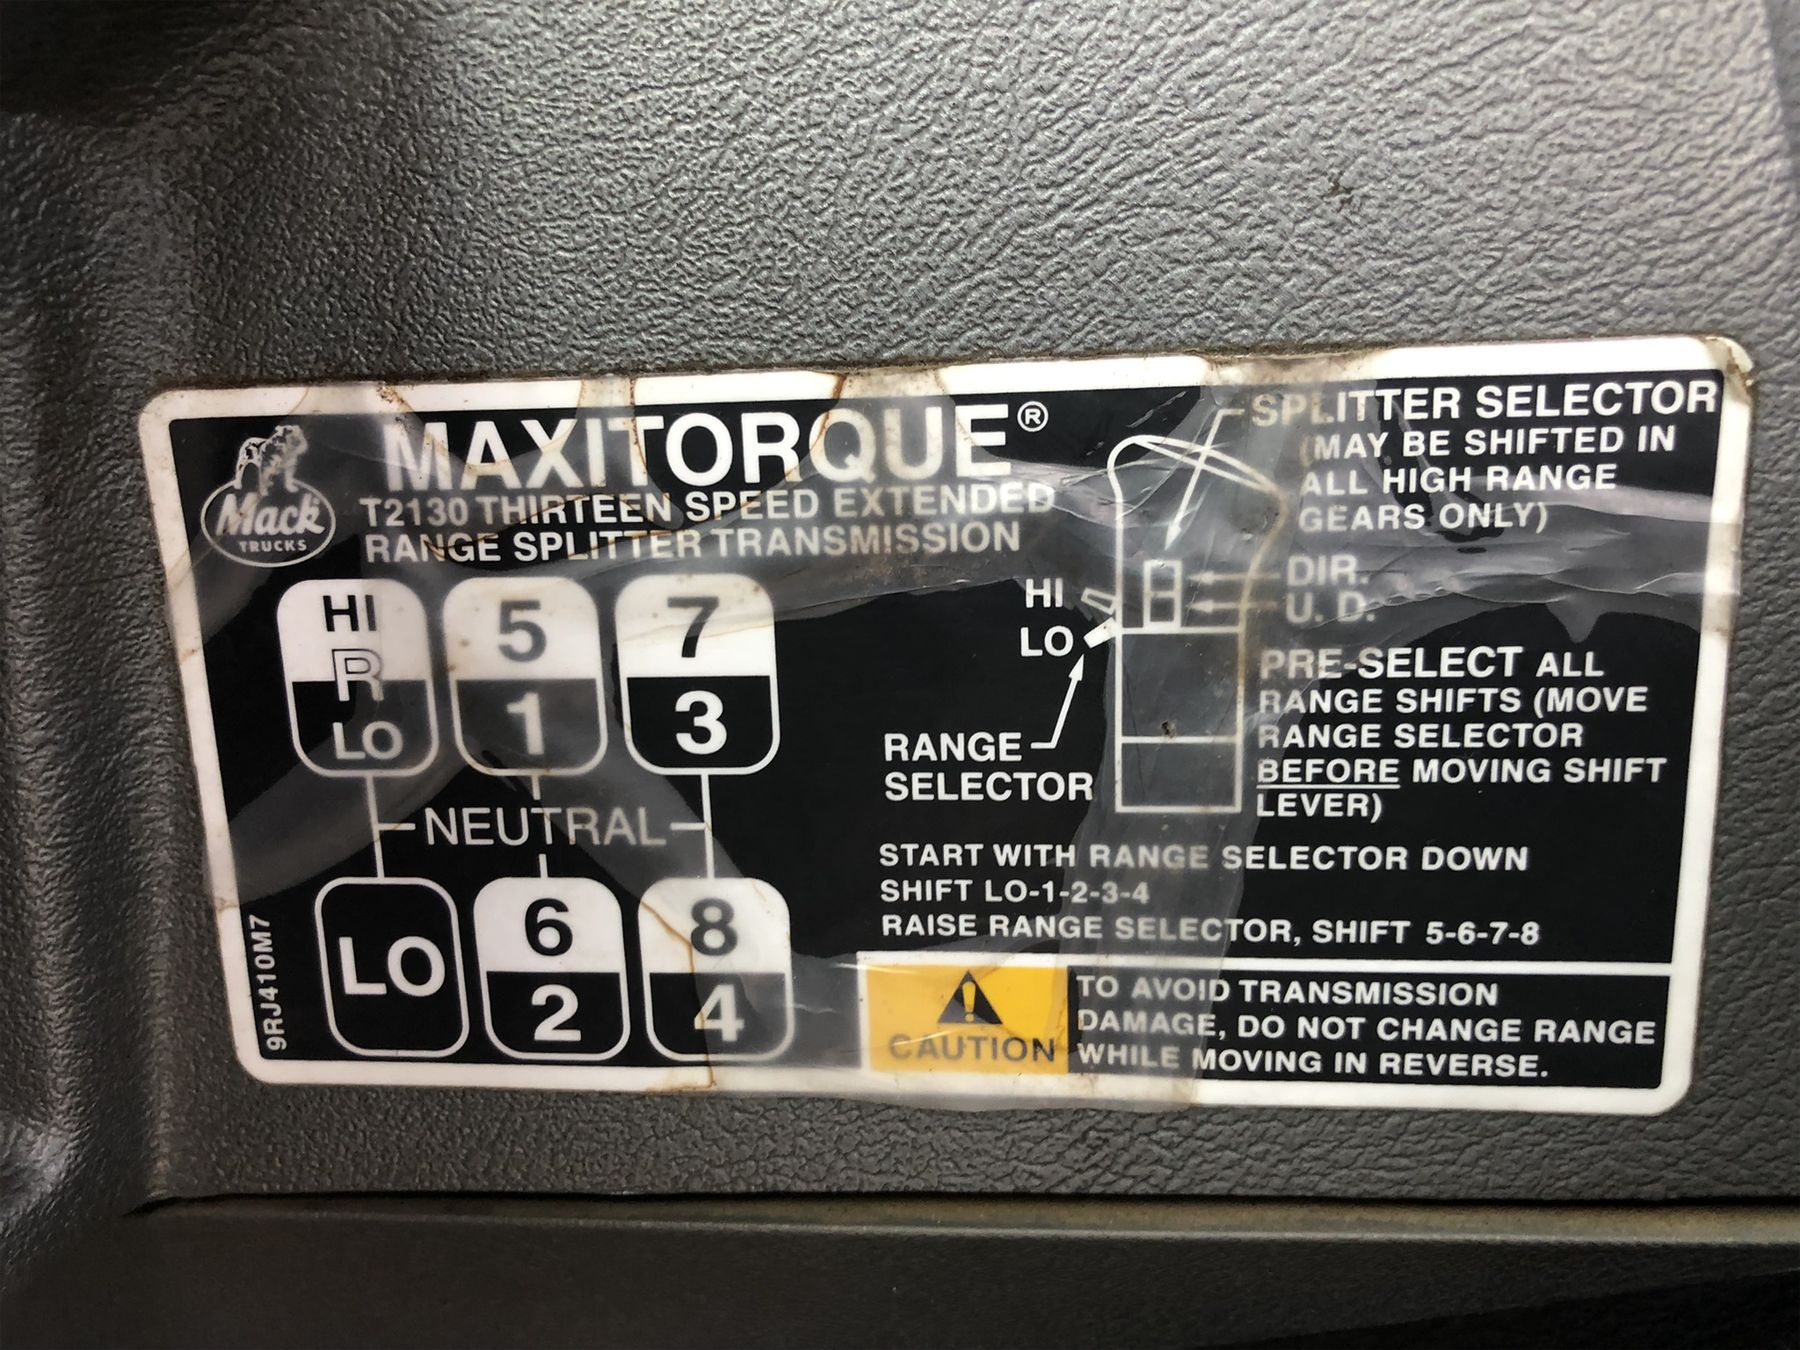 Mack
TRUCKS
MAXITORQUE®
T2130 THIRTEEN SPEED EXTENDED
RANGE SPLITTER TRANSMISSION
HI
R
LO
5
1
7
3
NEUTRAL
LO
6
2
8
4
9RJ410M7
SPLITTER SELECTOR
(MAY BE SHIFTED IN
ALL HIGH RANGE
GEARS ONLY)
DIR.
U. D.
HI
LO
RANGE
SELECTOR
PRE-SELECT ALL
RANGE SHIFTS (MOVE
RANGE SELECTOR
BEFORE MOVING SHIFT
LEVER)
START WITH RANGE SELECTOR DOWN
SHIFT LO-1-2-3-4
RAISE RANGE SELECTOR, SHIFT 5-6-7-8
CAUTION
TO AVOID TRANSMISSION
DAMAGE, DO NOT CHANGE RANGE
WHILE MOVING IN REVERSE.